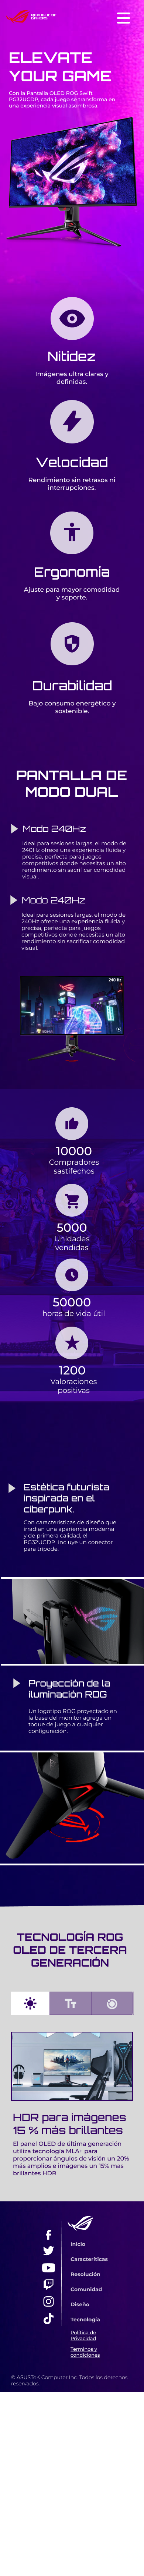 REPUBLIC OF
GAMERS
ELEVATE
YOUR GAME
Con la Pantalla OLED ROG Swift
PG32UCDP, cada juego se transforma en
una experiencia visual asombrosa.
Nitidez
Imágenes ultra claras y
definidas.
Velocidad
Rendimiento sin retrasos ni
interrupciones.
Ergonomia
Ajuste para mayor comodidad
y soporte.
Durabilidad
Bajo consumo energético y
sostenible.
PANTALLA DE
MODO DUAL
Modo 240Hz
Ideal para sesiones largas, el modo de
240Hz ofrece una experiencia fluida y
precisa, perfecta para juegos
competitivos donde necesitas un alto
rendimiento sin sacrificar comodidad
visual.
Modo 240Hz
Ideal para sesiones largas, el modo de
240Hz ofrece una experiencia fluida y
precisa, perfecta para juegos
competitivos donde necesitas un alto
rendimiento sin sacrificar comodidad
visual.
240 Hz
10000
Compradores
sastifechos
5000
Unidades
vendidas
50000
horas de vida útil
1200
Valoraciones
positivas
Estética futurista
inspirada en el
ciberpunk.
Con características de diseño que
irradian una apariencia moderna
y de primera calidad, el
PG32UCDP incluye un conector
para trípode.
Proyección de la
iluminación ROG
Un logotipo ROG proyectado en
la base del monitor agrega un
toque de juego a cualquier
configuración.
TECNOLOGÍA ROG
OLED DE TERCERA
GENERACIÓN
HDR para imágenes
15 % más brillantes
El panel OLED de última generación
utiliza tecnología MLA+ para
proporcionar ángulos de visión un 20%
más amplios e imágenes un 15% mas
brillantes HDR
Inicio
Caracteríticas
Resolución
Comunidad
Diseño
Tecnología
Política de
Privacidad
Terminos y
condiciones
© ASUSTeK Computer Inc. Todos los derechos
reservados.